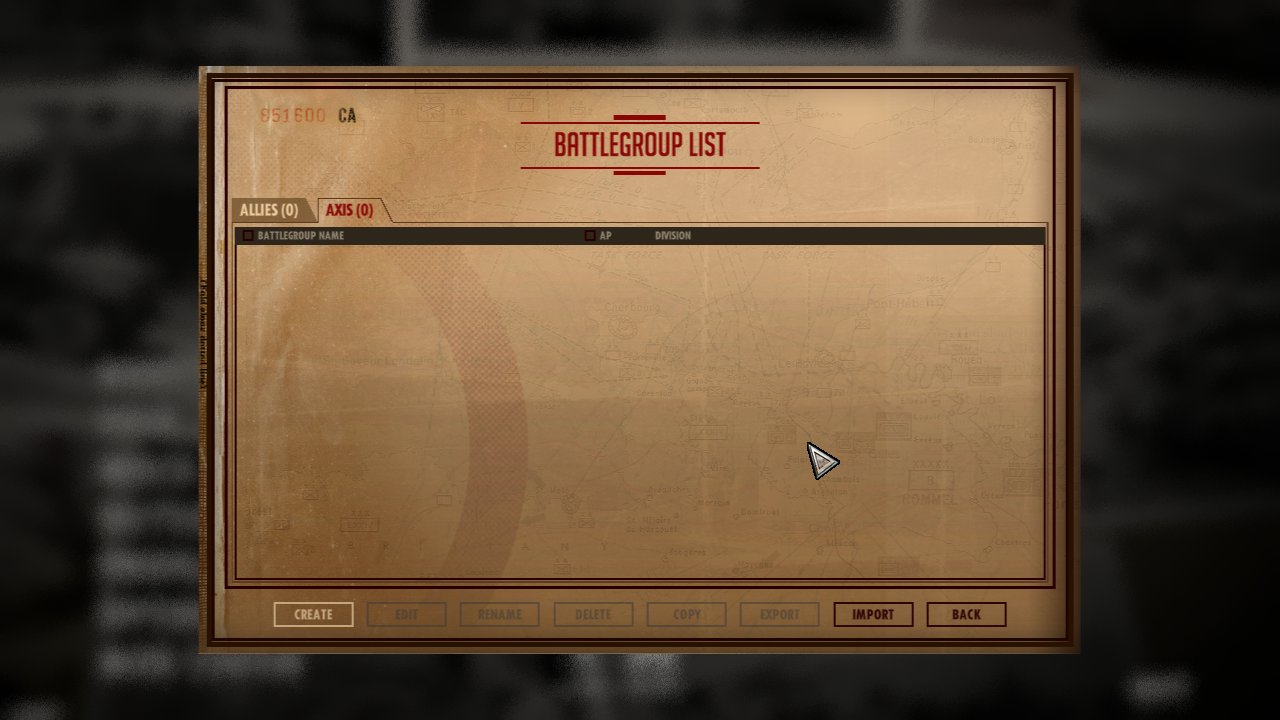 851600 CA
BATTLEGROUP LIST
ALLIES (0) AXIS (0)
BATTLEGROUP NAME AP DIVISION
CREATE EDIT RENAME DELETE COPY EXPORT IMPORT BACK